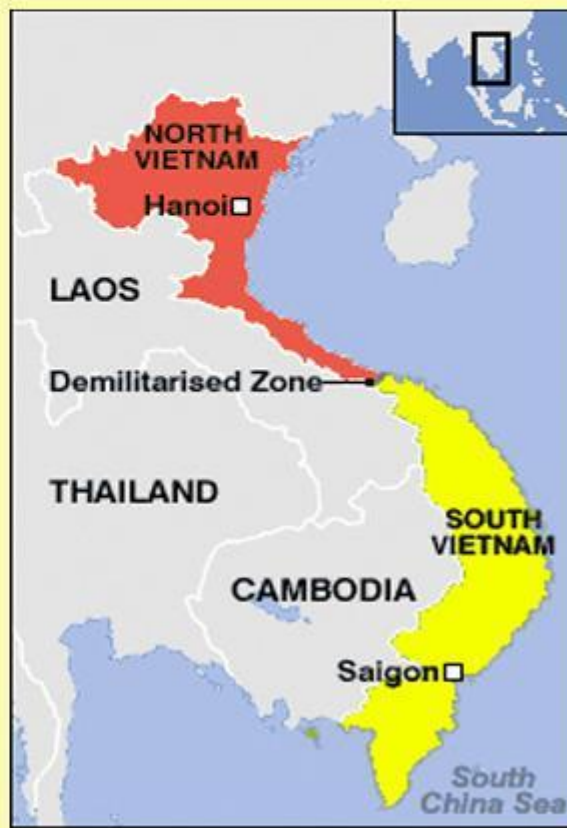 NORTH
VIETNAM
Hanoi
LAOS
Demilitarised Zone
THAILAND
SOUTH
VIETNAM
CAMBODIA
Saigon
South
China Sea